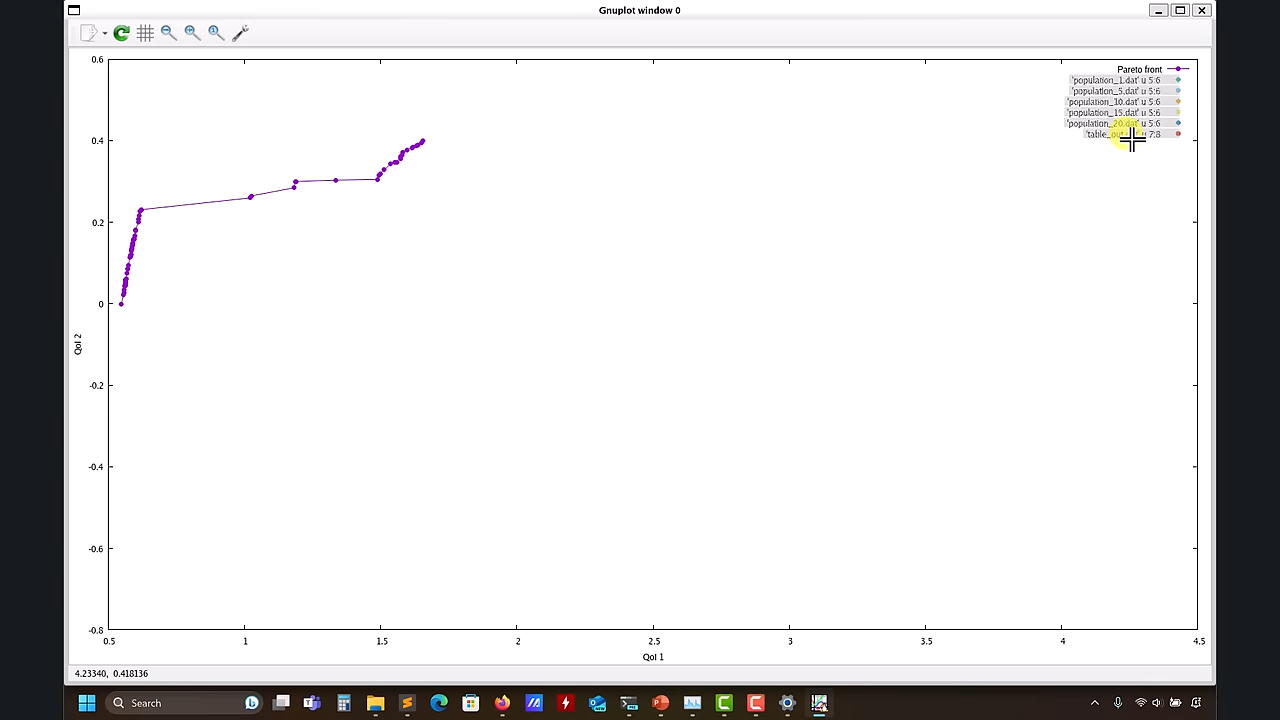 Gnuplot window 0
0.6
0.4
0.2
0
-0.2
-0.4
-0.6
-0.8
QoI 2
Pareto front
'population_1.dat' u 5:6
'population_5.dat' u 5:6
'population_10.dat' u 5:6
'population_15.dat' u 5:6
'population_20.dat' u 5:6
u 7:8
0.5 1 1.5 2 2.5 3 3.5 4 4.5
QoI 1
4.23340, 0.418136
Search